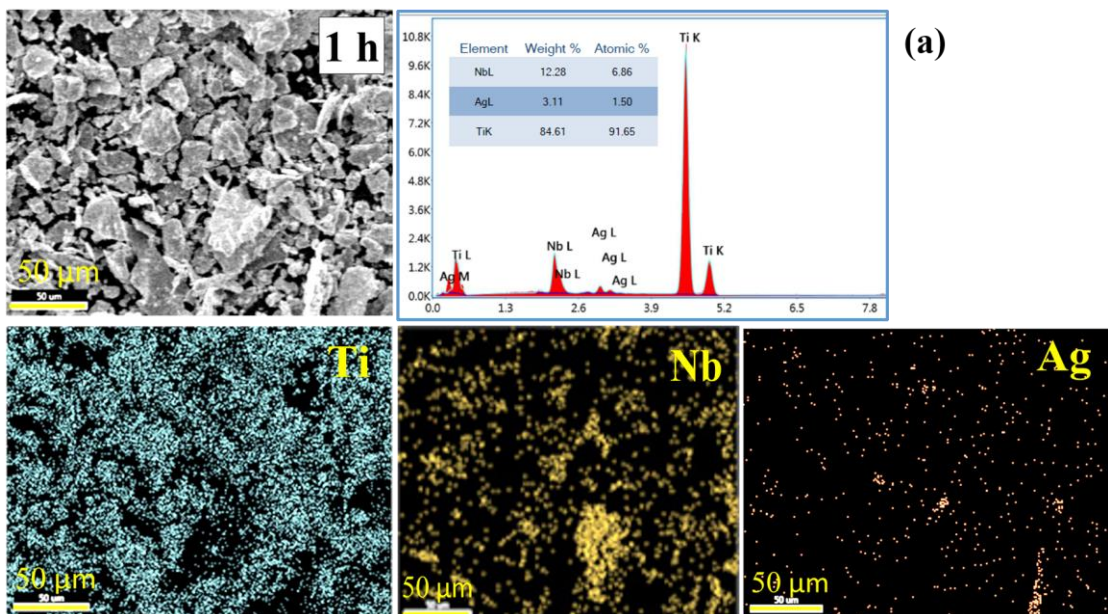 1 h
50 μm
50 um
(a)
Element Weight % Atomic %
NbL 12.28 6.86
AgL 3.11 1.50
TiK 84.61 91.65
10.8K
9.6K
8.4K
7.2K
6.0K
4.8K
3.6K
2.4K
1.2K
0.0K
Ti K
Ag L
Nb L
Ag L
Ti K
Ti L
Nb L
Ag L
Ag M
0.0 1.3 2.6 3.9 5.2 6.5 7.8
Ti
50 μm
50 um
Nb
50 μm
Ag
50 μm
50 um